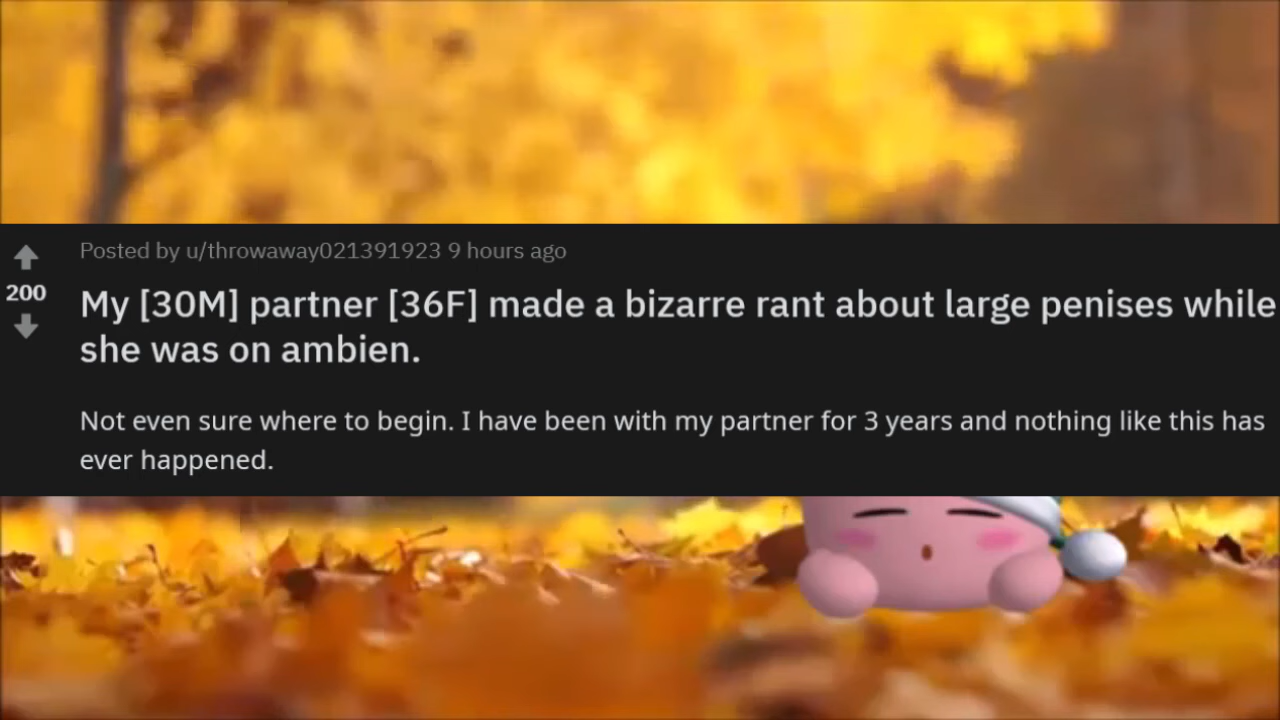 Posted by u/throwaway021391923 9 hours ago
200
My [30M] partner [36F] made a bizarre rant about large penises while
she was on ambien.
Not even sure where to begin. I have been with my partner for 3 years and nothing like this has
ever happened.